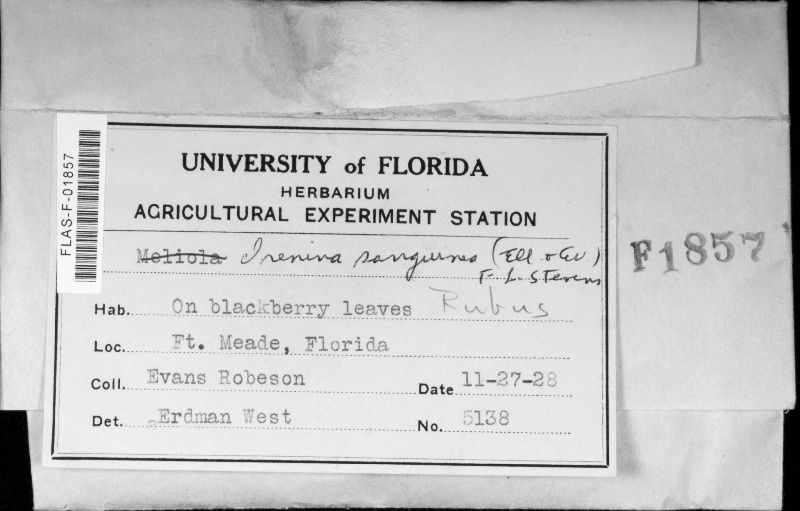 UNIVERSITY of FLORIDA
HERBARIUM
AGRICULTURAL EXPERIMENT STATION
Meliola Irenina sanguinea (Ell. & Ev.)
F. L. Stevens
Hab. On blackberry leaves Rubus
Loc. Ft. Meade, Florida
Coll. Evans Robeson Date 11-27-28
Det. Erdman West No. 5138
FLAS-F-01857
F1857